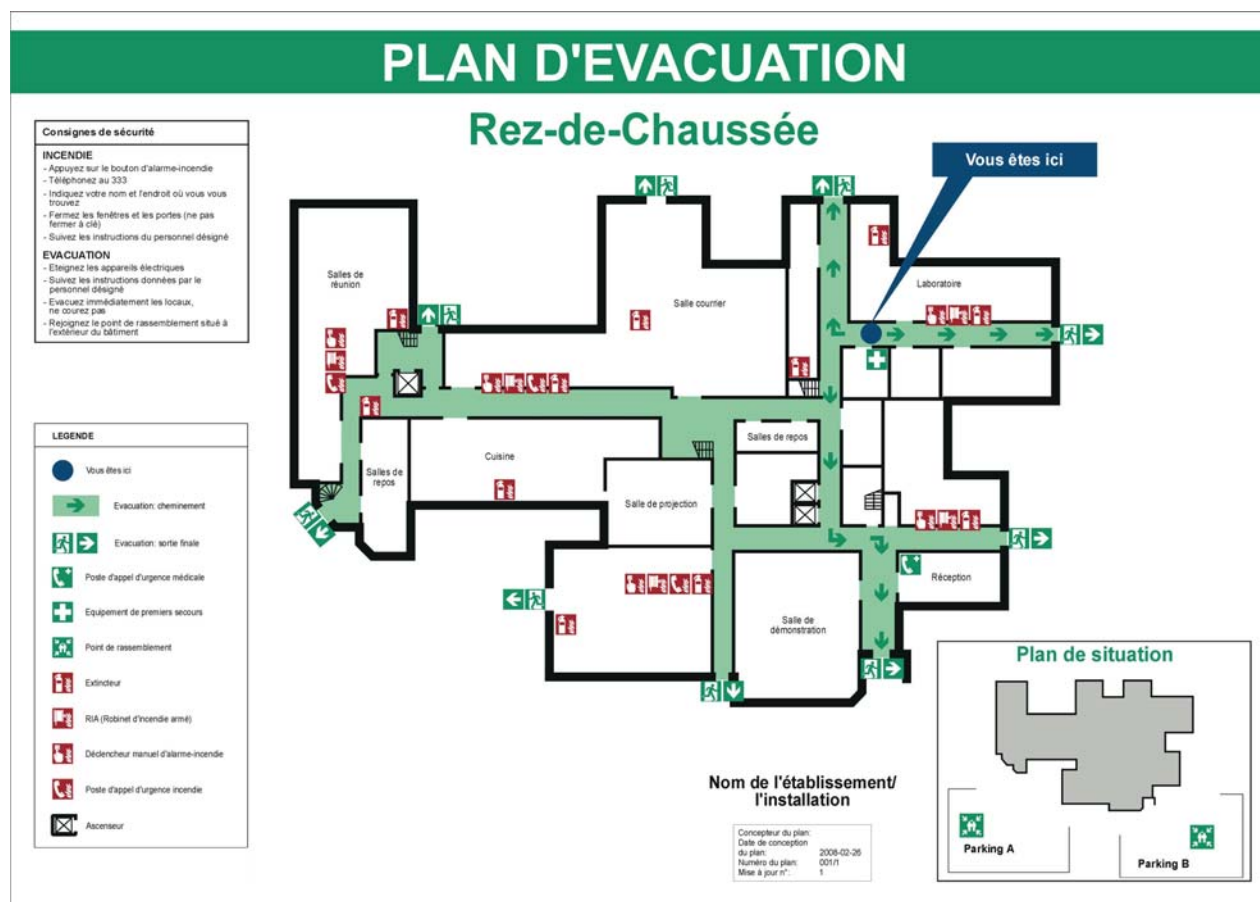 PLAN D'EVACUATION
Rez-de-Chaussée
Consignes de sécurité
INCENDIE
- Appuyez sur le bouton d'alarme-incendie
- Téléphonez au 333
- Indiquez votre nom et l'endroit où vous vous
trouvez
- Fermez les fenêtres et les portes (ne pas
fermer à clé)
- Suivez les instructions du personnel désigné
EVACUATION
- Eteignez les appareils électriques
- Suivez les instructions données par le
personnel désigné
- Evacuez immédiatement les locaux,
ne courez pas
- Rejoignez le point de rassemblement situé à
l'extérieur du bâtiment
Vous êtes ici
Salles de
réunion
Salle courrier
Laboratoire
Salles de repos
Cuisine
Salles de
repos
Salle de projection
Réception
Salle de
démonstration
LEGENDE
Vous êtes ici
Evacuation: cheminement
Evacuation: sortie finale
Poste d'appel d'urgence médicale
Equipement de premiers secours
Point de rassemblement
Extincteur
RIA (Robinet d'incendie armé)
Déclencheur manuel d'alarme-incendie
Poste d'appel d'urgence incendie
Ascenseur
Nom de l'établissement/
l'installation
Concepteur du plan:
Date de conception
du plan: 2008-02-26
Numéro du plan: 001/1
Mise à jour n°: 1
Plan de situation
Parking A
Parking B